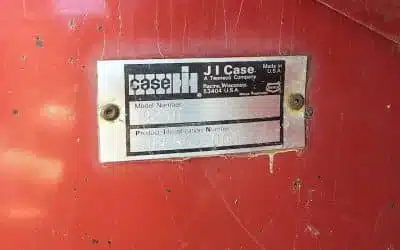 case IH
J I Case
A Tenneco Company
Racine, Wisconsin
53404 U.S.A.
Made in
U.S.A.
Model Number
Product Identification Number